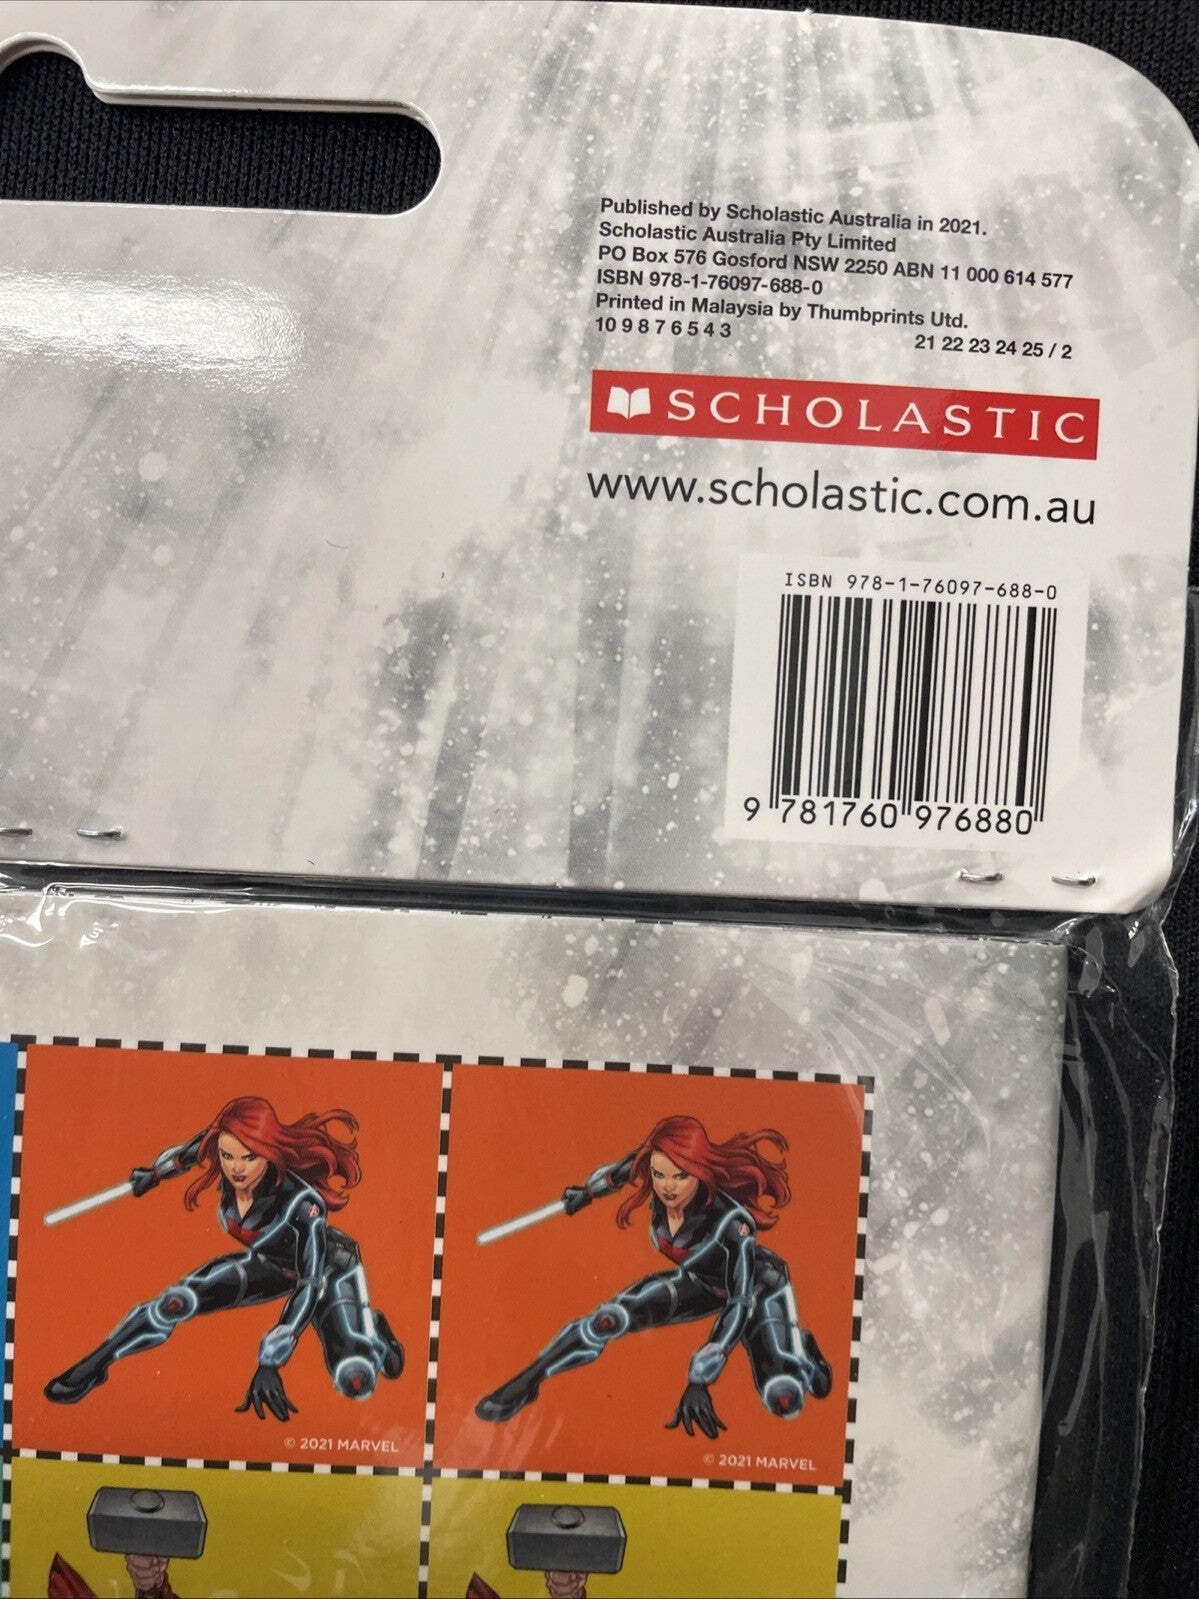 Published by Scholastic Australia in 2021.
Scholastic Australia Pty Limited
PO Box 576 Gosford NSW 2250 ABN 11 000 614 577
ISBN 978-1-76097-688-0
Printed in Malaysia by Thumbprints Utd.
10 9 8 7 6 5 4 3 21 22 23 24 25 / 2
SCHOLASTIC
www.scholastic.com.au
ISBN 978-1-76097-688-0
9 781760 976880
© 2021 MARVEL
© 2021 MARVEL